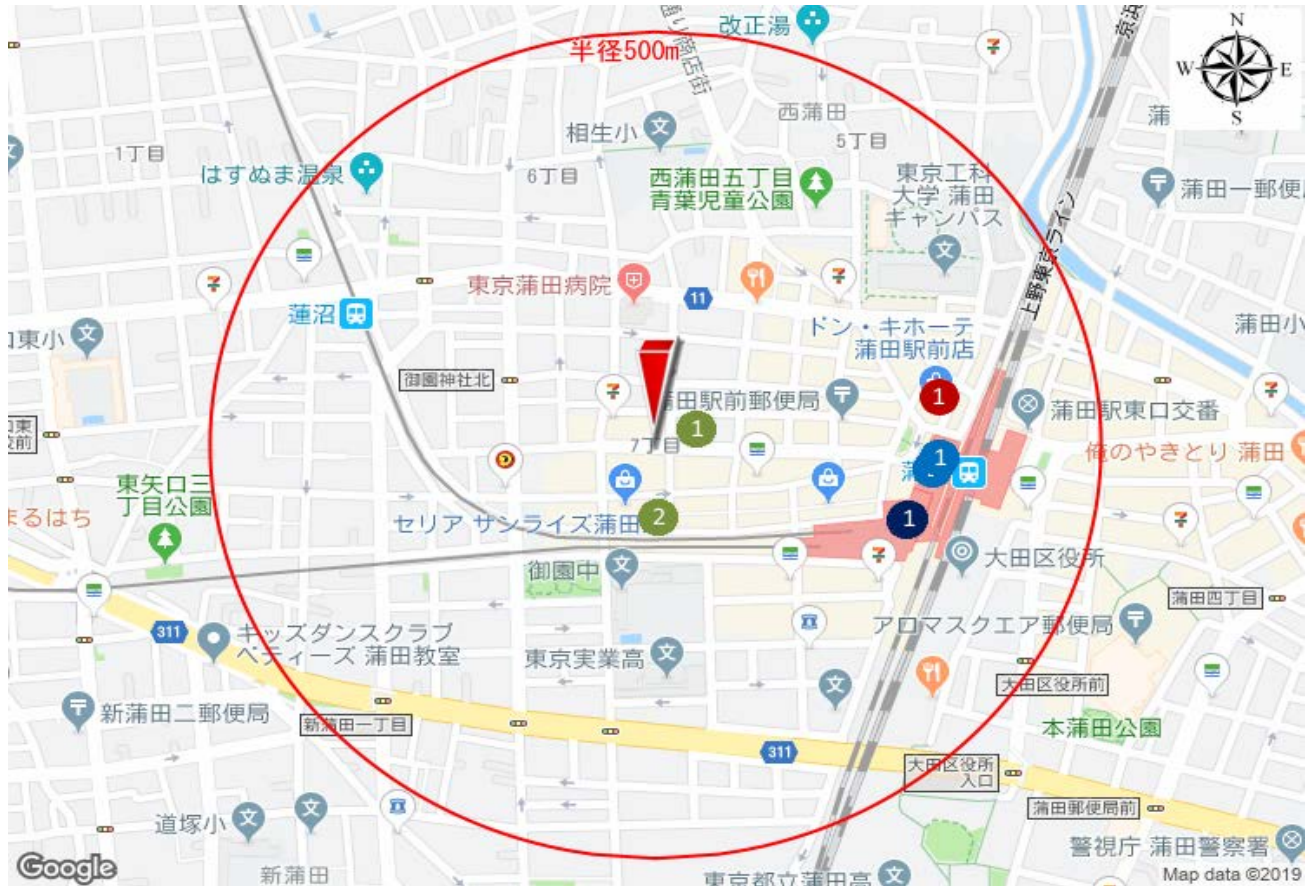 半径500m
改正湯
京浜
N
W
E
S
西蒲田
5丁目
相生小
1丁目
はすぬま温泉
6丁目
西蒲田五丁目
青葉児童公園
東京工科
大学 蒲田
キャンパス
蒲田一郵便
上野東京ライン
東京蒲田病院
11
蓮沼
口東小
ドン・キホーテ
蒲田駅前店
蒲田小
御園神社北
蒲田駅前郵便局
1
蒲田駅東口交番
1
7丁目
俺のやきとり 蒲田
1
東矢口三
丁目公園
まるはち
セリア サンライズ蒲田
2
1
御園中
大田区役所
蒲田四丁目
311
キッズダンスクラブ
ベティーズ 蒲田教室
東京実業高
アロマスクエア郵便局
大田区役所前
新蒲田二郵便局
新蒲田一丁目
本蒲田公園
311
大田区役所
入口
蒲田郵便局前
道塚小
警視庁 蒲田警察署
Google
新蒲田
東京都立蒲田高
Map data ©2019